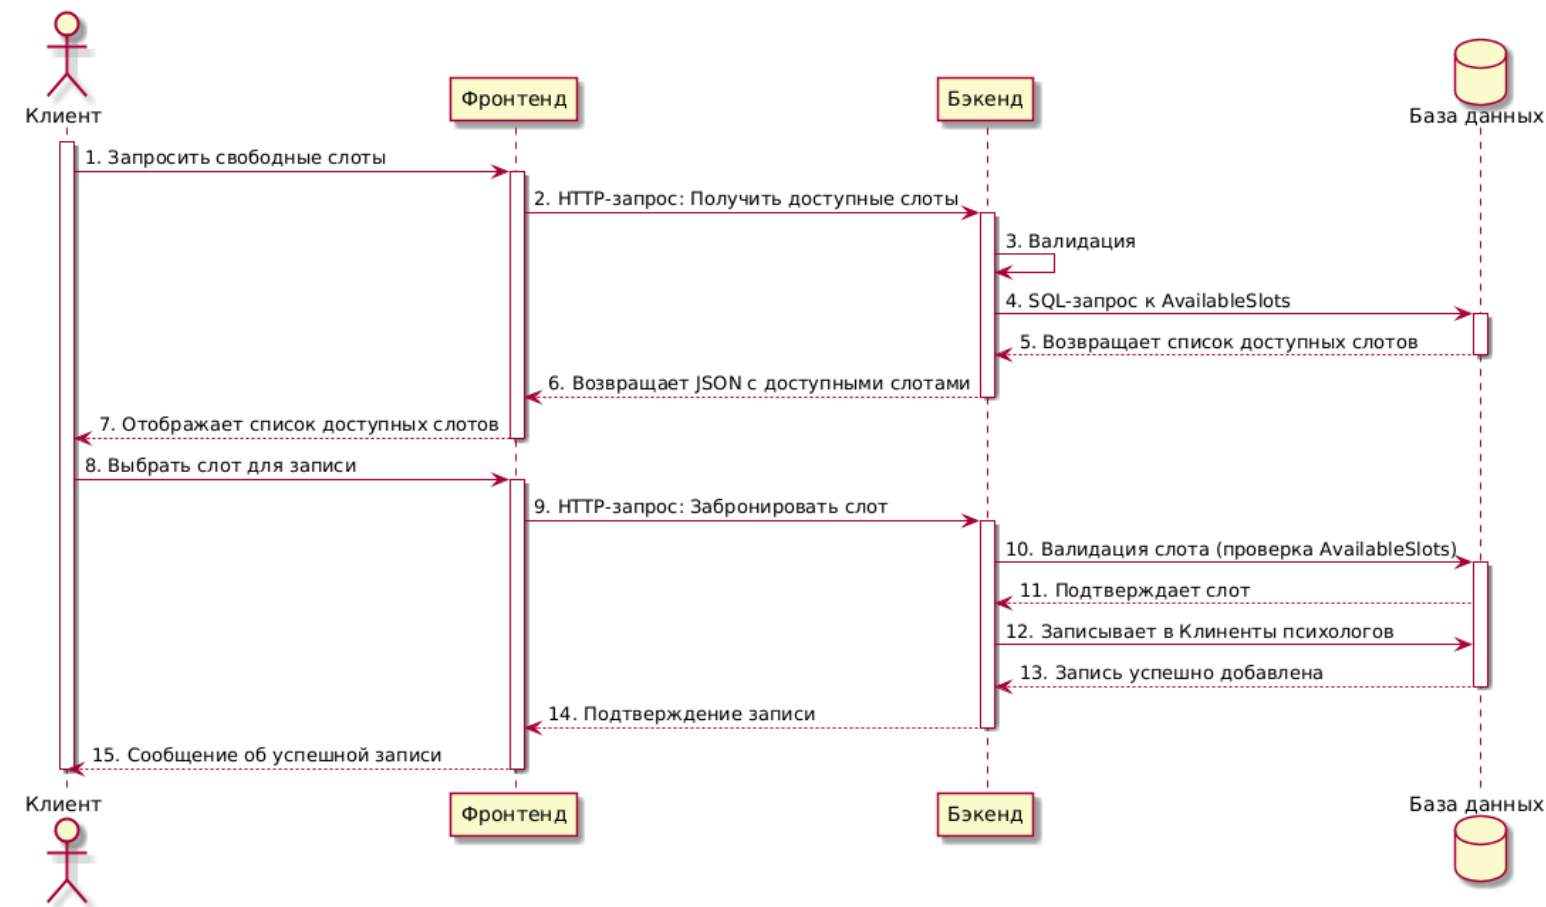 Клиент
Фронтенд
Бэкенд
База данных
1. Запросить свободные слоты
2. HTTP-запрос: Получить доступные слоты
3. Валидация
4. SQL-запрос к AvailableSlots
5. Возвращает список доступных слотов
6. Возвращает JSON с доступными слотами
7. Отображает список доступных слотов
8. Выбрать слот для записи
9. HTTP-запрос: Забронировать слот
10. Валидация слота (проверка AvailableSlots)
11. Подтверждает слот
12. Записывает в Клиненты психологов
13. Запись успешно добавлена
14. Подтверждение записи
15. Сообщение об успешной записи
Клиент
Фронтенд
Бэкенд
База данных